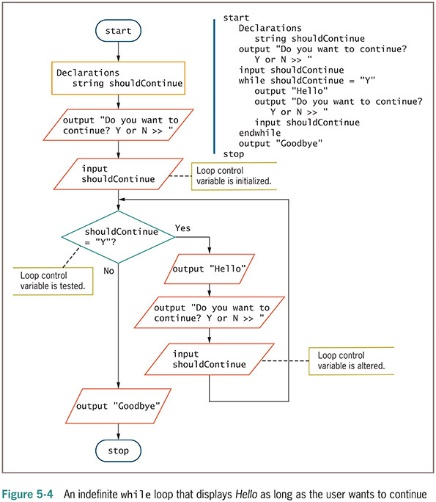 start
Declarations
string shouldContinue
output "Do you want to
continue? Y or N >> "
input
shouldContinue
Loop control
variable is initialized.
shouldContinue
= "Y"?
Yes
No
Loop control
variable is tested.
output "Hello"
output "Do you want to
continue? Y or N >> "
input
shouldContinue
Loop control
variable is altered.
output "Goodbye"
stop
start
Declarations
string shouldContinue
output "Do you want to continue?
Y or N >> "
input shouldContinue
while shouldContinue = "Y"
output "Hello"
output "Do you want to continue?
Y or N >> "
input shouldContinue
endwhile
output "Goodbye"
stop
Figure 5-4 An indefinite while loop that displays Hello as long as the user wants to continue